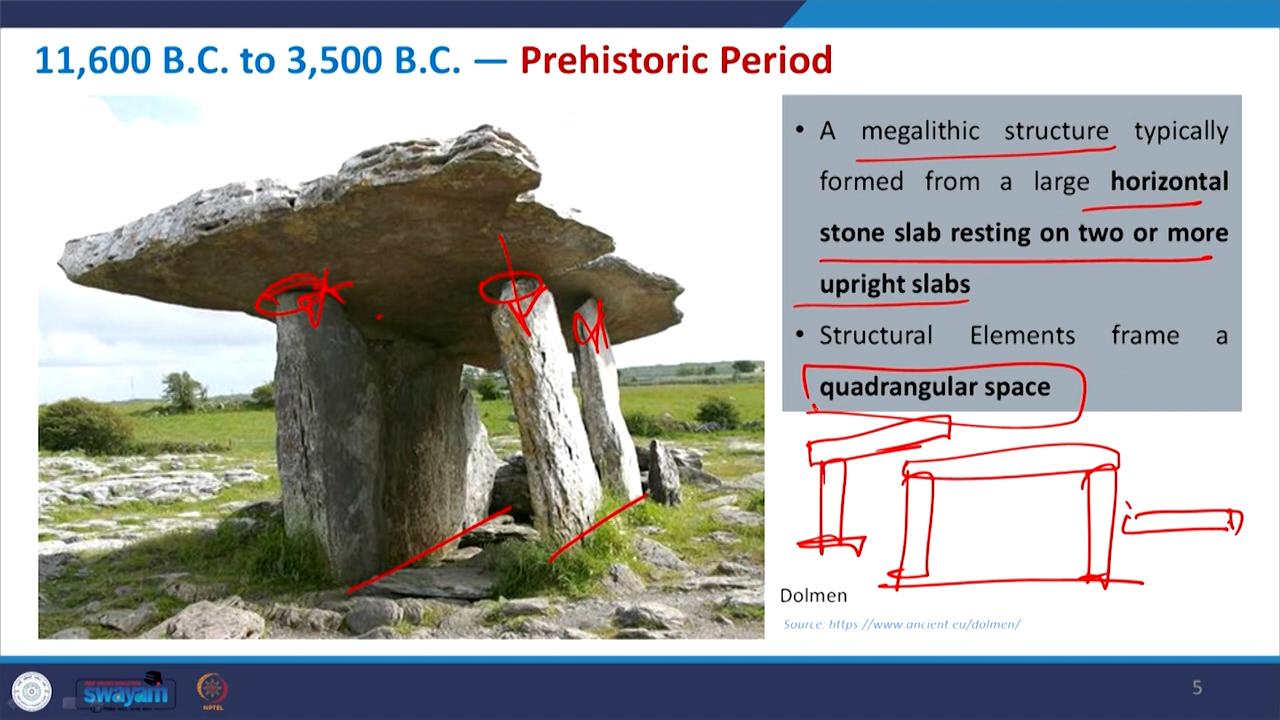 11,600 B.C. to 3,500 B.C. — Prehistoric Period
• A megalithic structure typically
formed from a large horizontal
stone slab resting on two or more
upright slabs
• Structural Elements frame a
quadrangular space
Dolmen
Source: https://www.ancient.eu/dolmen/
swayam
NPTEL
5